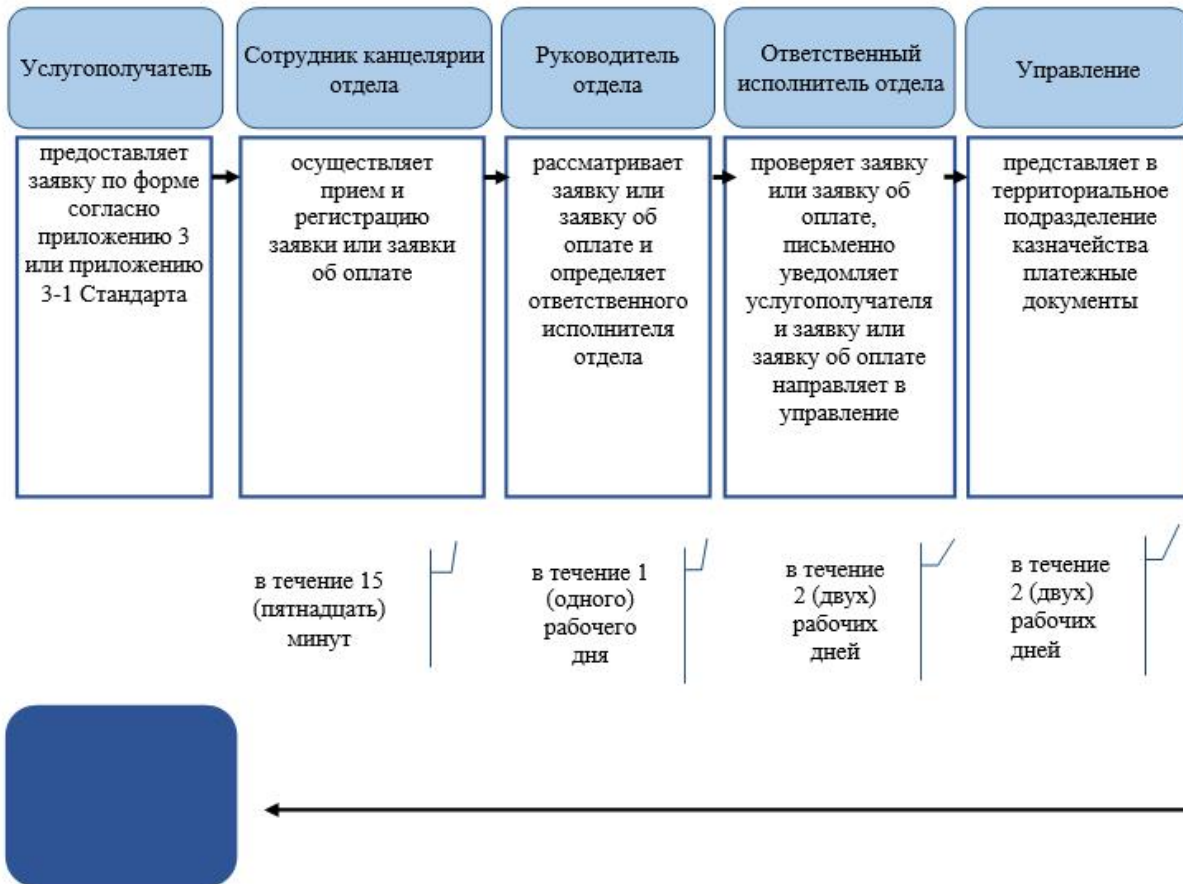 Услугополучатель
Сотрудник канцелярии
отдела
Руководитель
отдела
Ответственный
исполнитель отдела
Управление
предоставляет
заявку по форме
согласно
приложению 3
или приложению
3-1 Стандарта
осуществляет
прием и
регистрацию
заявки или заявки
об оплате
рассматривает
заявку или
заявку об
оплате и
определяет
ответственного
исполнителя
отдела
проверяет заявку
или заявку об
оплате,
письменно
уведомляет
услугополучателя
и заявку или
заявку об оплате
направляет в
управление
представляет в
территориальное
подразделение
казначейства
платежные
документы
в течение 15
(пятнадцать)
минут
в течение 1
(одного)
рабочего
дня
в течение
2 (двух)
рабочих
дней
в течение
2 (двух)
рабочих
дней